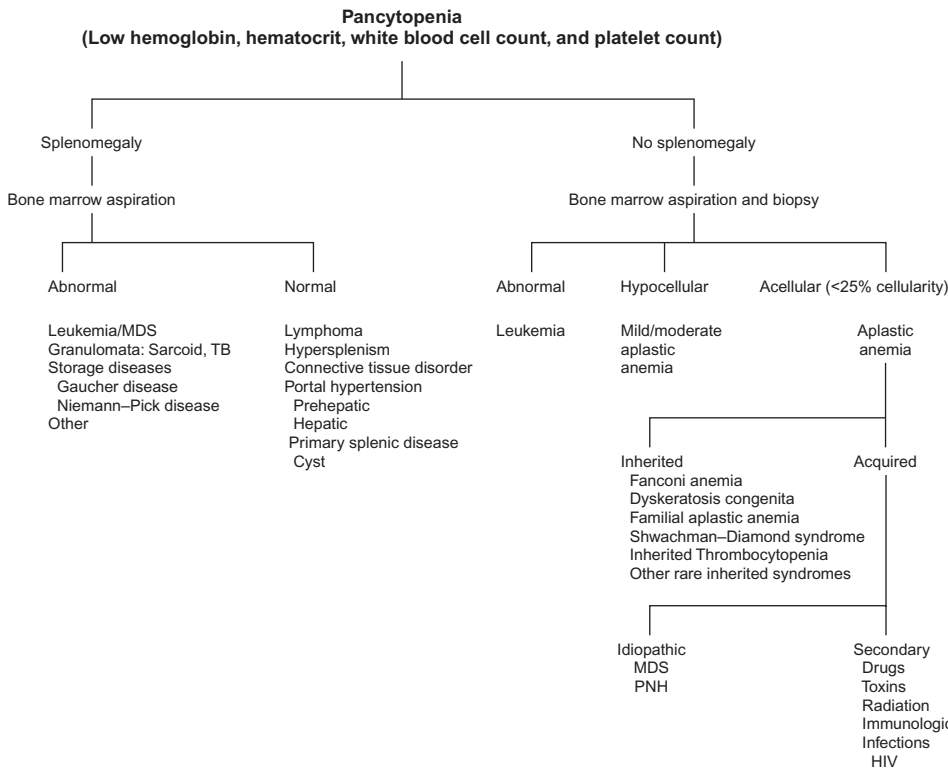 Pancytopenia
(Low hemoglobin, hematocrit, white blood cell count, and platelet count)
Splenomegaly
No splenomegaly
Bone marrow aspiration
Bone marrow aspiration and biopsy
Abnormal
Normal
Abnormal
Hypocellular
Acellular (<25% cellularity)
Leukemia/MDS
Granulomata: Sarcoid, TB
Storage diseases
Gaucher disease
Niemann–Pick disease
Other
Lymphoma
Hypersplenism
Connective tissue disorder
Portal hypertension
Prehepatic
Hepatic
Primary splenic disease
Cyst
Leukemia
Mild/moderate
aplastic
anemia
Aplastic
anemia
Inherited
Fanconi anemia
Dyskeratosis congenita
Familial aplastic anemia
Shwachman–Diamond syndrome
Inherited Thrombocytopenia
Other rare inherited syndromes
Acquired
Idiopathic
MDS
PNH
Secondary
Drugs
Toxins
Radiation
Immunologic
Infections
HIV